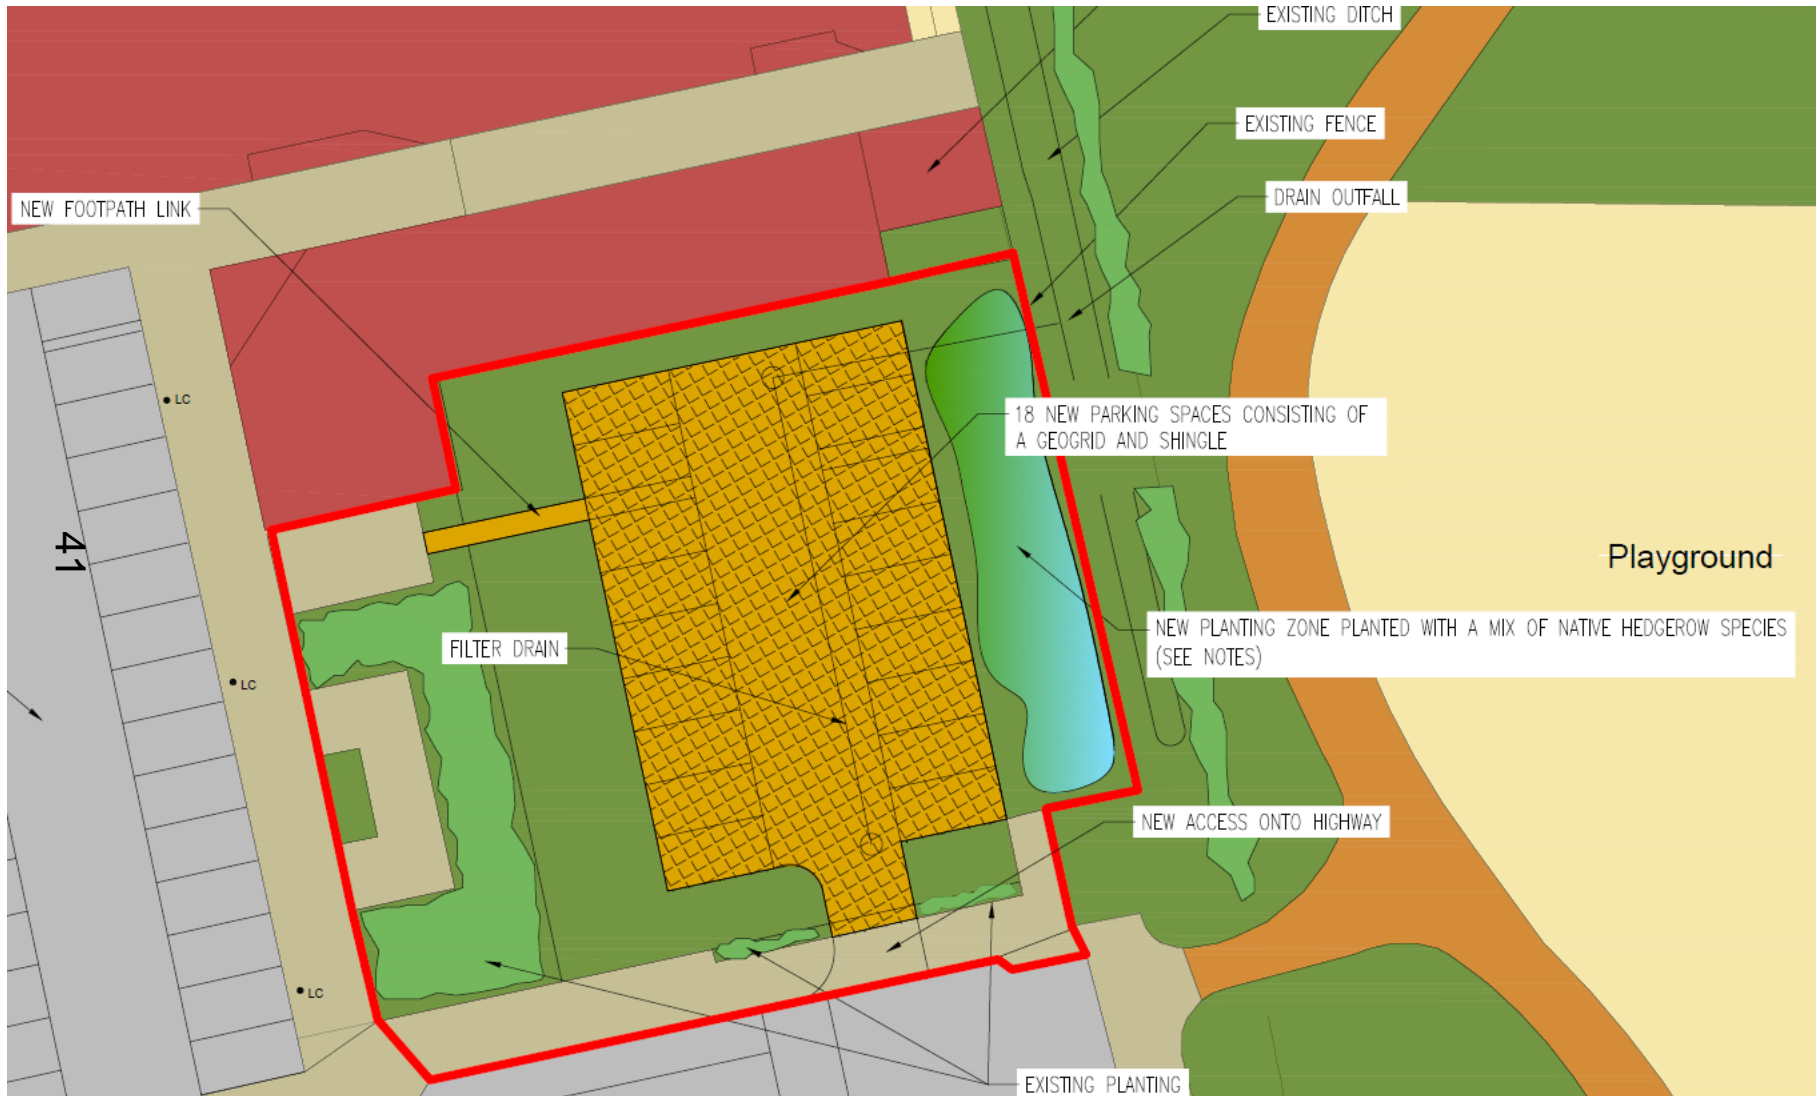 EXISTING DITCH
EXISTING FENCE
DRAIN OUTFALL
NEW FOOTPATH LINK
LC
18 NEW PARKING SPACES CONSISTING OF
A GEOGRID AND SHINGLE
41
Playground
NEW PLANTING ZONE PLANTED WITH A MIX OF NATIVE HEDGEROW SPECIES
(SEE NOTES)
FILTER DRAIN
LC
NEW ACCESS ONTO HIGHWAY
LC
EXISTING PLANTING